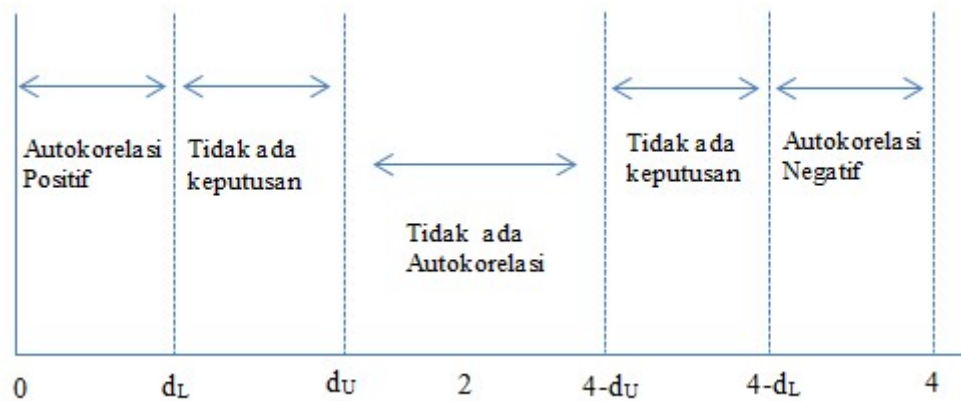 Autokorelasi
Positif
Tidak ada
keputusan
Tidak ada
Autokorelasi
Tidak ada
keputusan
Autokorelasi
Negatif
0 dL dU 2 4-dU 4-dL 4